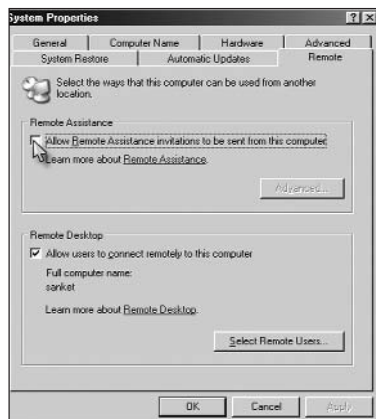 System Properties
General
Computer Name
Hardware
Advanced
System Restore
Automatic Updates
Remote
Select the ways that this computer can be used from another
location.
Remote Assistance
Allow Remote Assistance invitations to be sent from this computer
Learn more about Remote Assistance.
Advanced...
Remote Desktop
Allow users to connect remotely to this computer
Full computer name:
sanket
Learn more about Remote Desktop.
Select Remote Users...
OK
Cancel
Apply